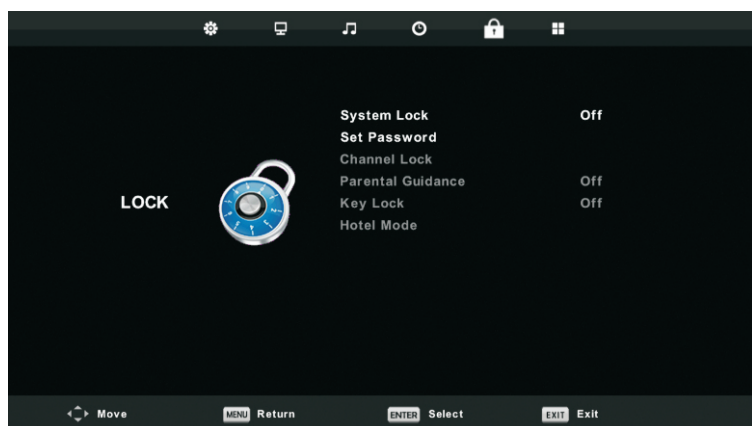 System Lock Off
Set Password
Channel Lock
Parental Guidance Off
LOCK
Key Lock Off
Hotel Mode
Move MENU Return ENTER Select EXIT Exit